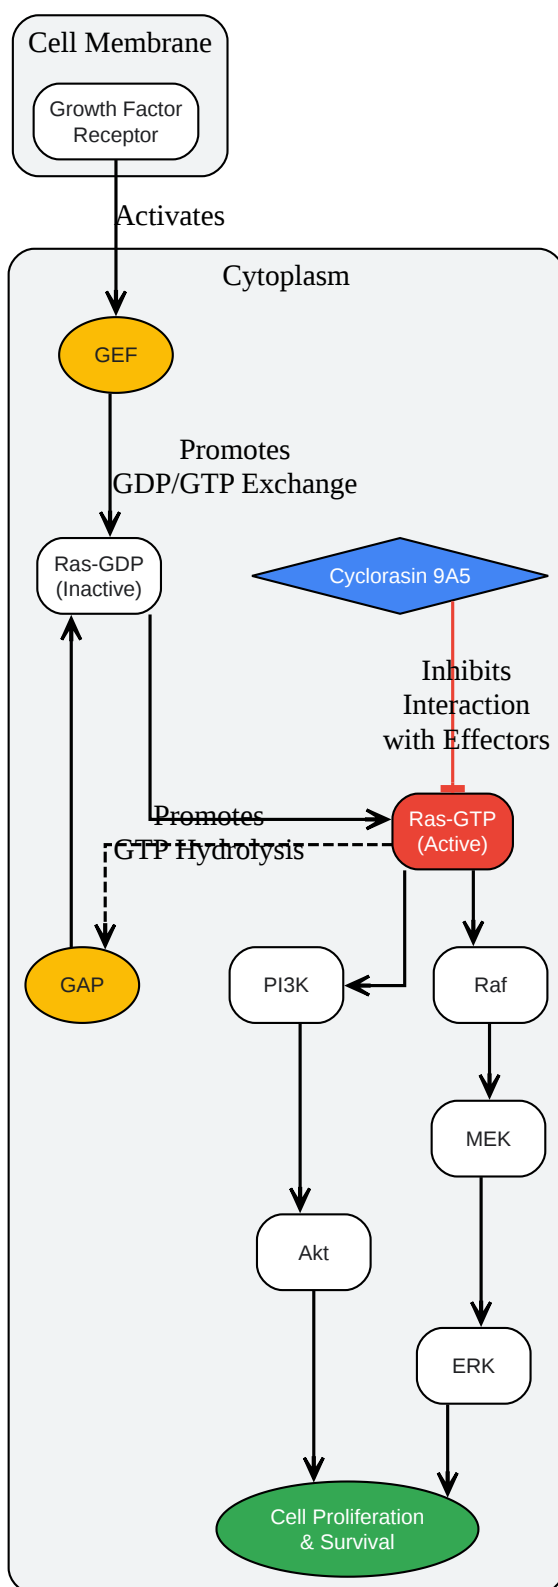 Cell Membrane
Growth Factor
Receptor
Activates
Cytoplasm
GEF
Promotes
GDP/GTP Exchange
Ras-GDP
(Inactive)
Cyclorasin 9A5
Inhibits
Interaction
with Effectors
Ras-GTP
(Active)
Promotes
GTP Hydrolysis
GAP
PI3K
Raf
MEK
Akt
ERK
Cell Proliferation
& Survival